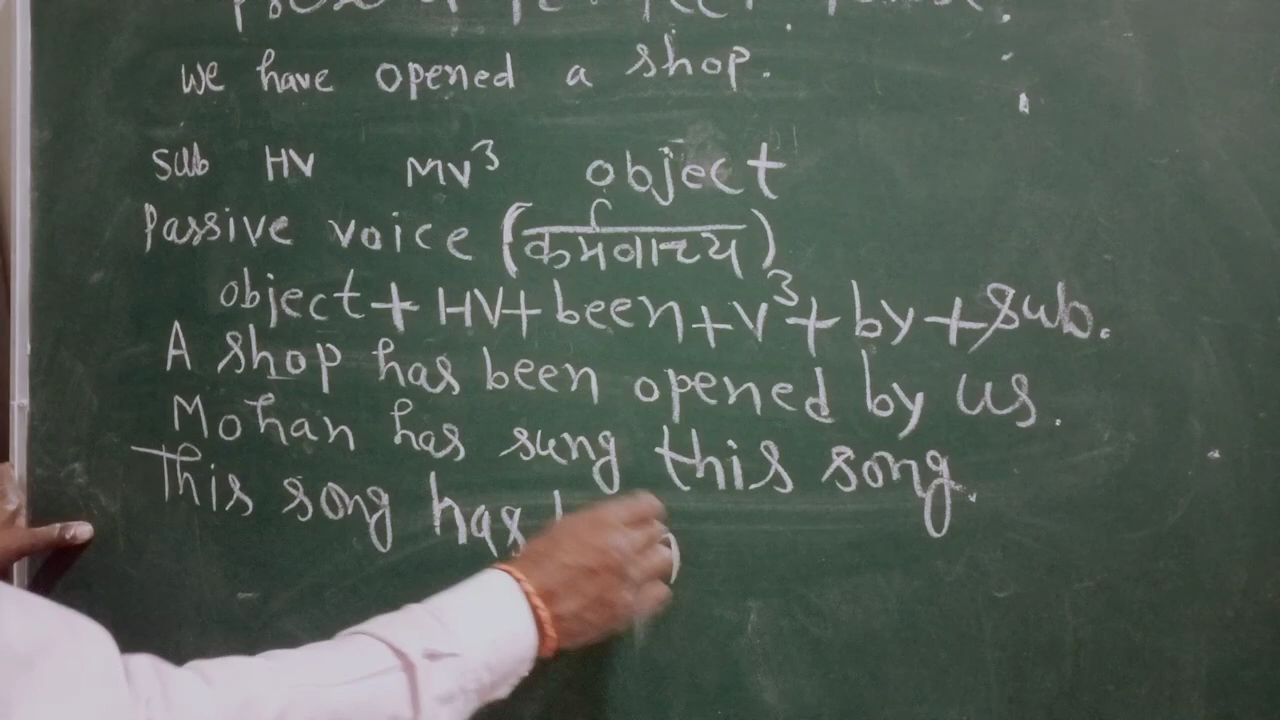 We have opened a shop.
Sub HV MV³ object
Passive voice (कर्मवाच्य)
object + HV + been + V³ + by + Sub.
A shop has been opened by us.
Mohan has sung this song.
This song has